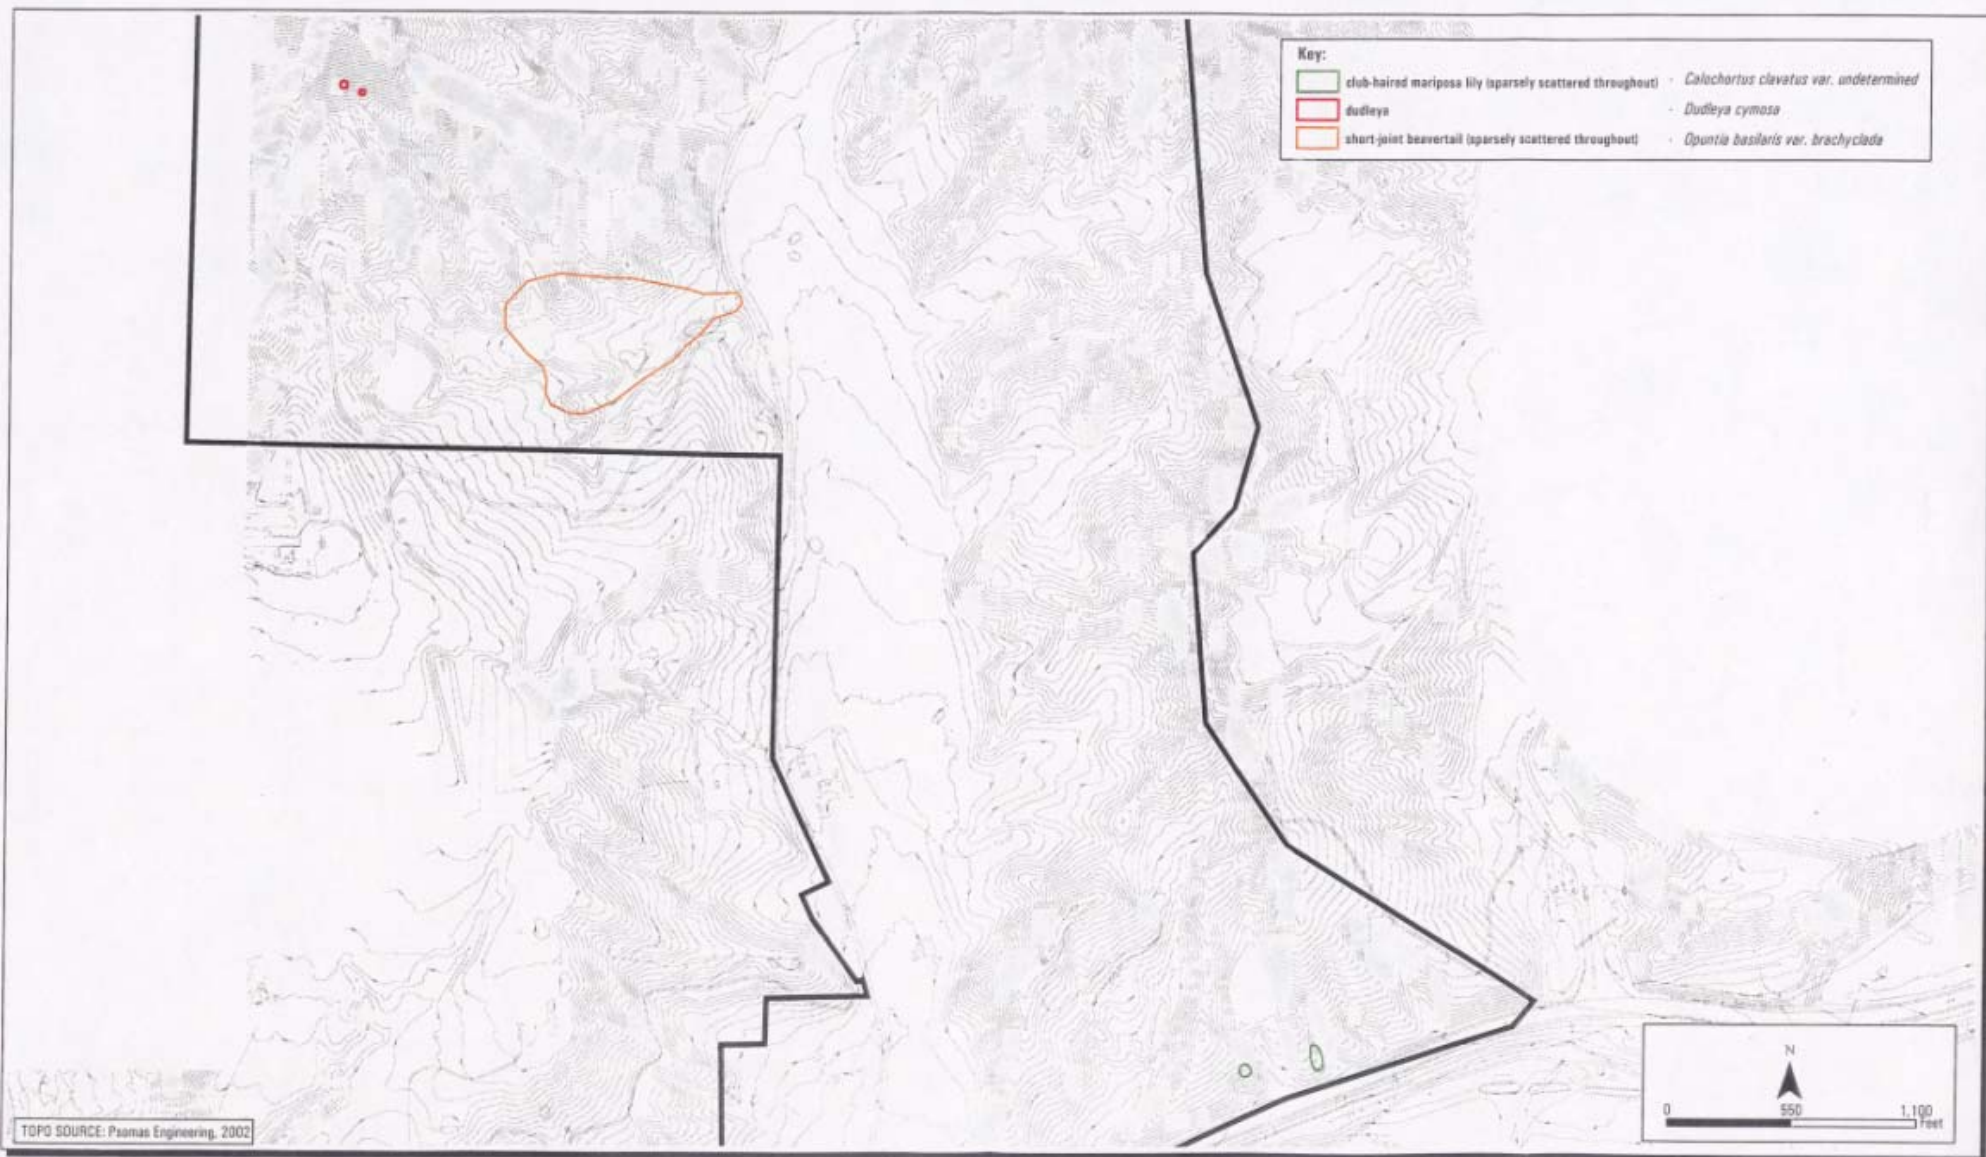 Key:
club-haired mariposa lily (sparsely scattered throughout) - Calochortus clavatus var. undetermined
dudleya - Dudleya cymosa
short-joint beavertail (sparsely scattered throughout) - Opuntia basilaris var. brachyclada
N
0 550 1,100
Feet
TOPO SOURCE: Psomas Engineering, 2002